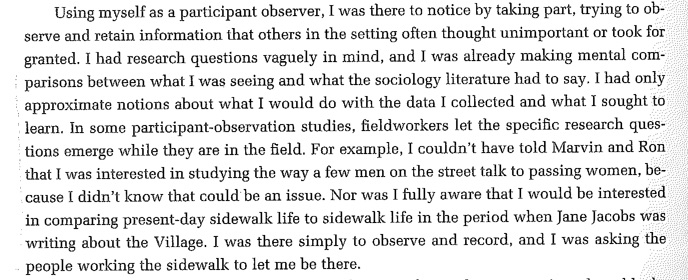 Using myself as a participant observer, I was there to notice by taking part, trying to ob-
serve and retain information that others in the setting often thought unimportant or took for
granted. I had research questions vaguely in mind, and I was already making mental com-
parisons between what I was seeing and what the sociology literature had to say. I had only
approximate notions about what I would do with the data I collected and what I sought to
learn. In some participant-observation studies, fieldworkers let the specific research ques-
tions emerge while they are in the field. For example, I couldn't have told Marvin and Ron
that I was interested in studying the way a few men on the street talk to passing women, be-
cause I didn't know that could be an issue. Nor was I fully aware that I would be interested
in comparing present-day sidewalk life to sidewalk life in the period when Jane Jacobs was
writing about the Village. I was there simply to observe and record, and I was asking the
people working the sidewalk to let me be there.